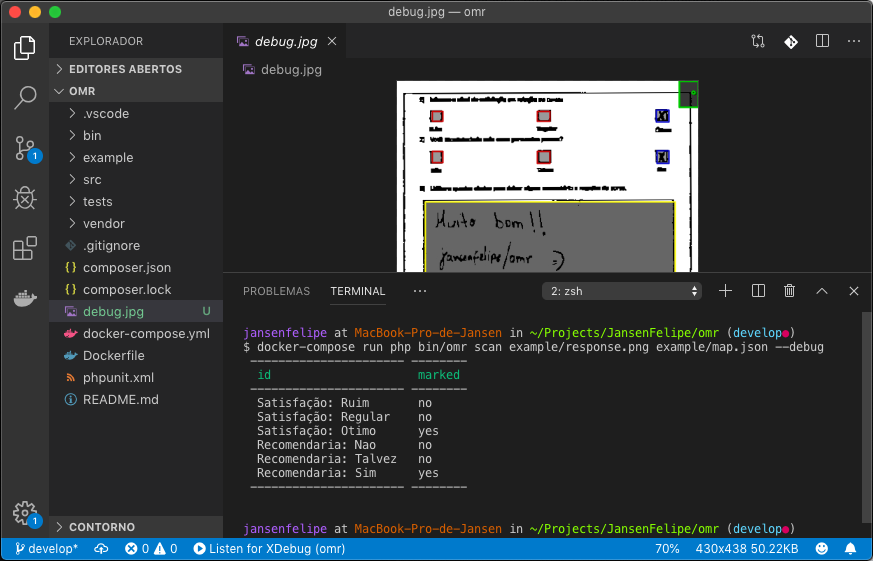 debug.jpg — omr
EXPLORADOR
EDITORES ABERTOS
OMR
.vscode
bin
example
src
tests
vendor
.gitignore
composer.json
composer.lock
debug.jpg U
docker-compose.yml
Dockerfile
phpunit.xml
README.md
CONTORNO
1
1
debug.jpg
debug.jpg
Muito bom!!
jansenfelipe/omr =)
PROBLEMAS TERMINAL 2: zsh
jansenfelipe at MacBook-Pro-de-Jansen in ~/Projects/JansenFelipe/omr (develop●)
$ docker-compose run php bin/omr scan example/response.png example/map.json --debug
id marked
Satisfação: Ruim no
Satisfação: Regular no
Satisfação: Otimo yes
Recomendaria: Nao no
Recomendaria: Talvez no
Recomendaria: Sim yes
jansenfelipe at MacBook-Pro-de-Jansen in ~/Projects/JansenFelipe/omr (develop●)
develop* 0 0 Listen for XDebug (omr) 70% 430x438 50.22KB